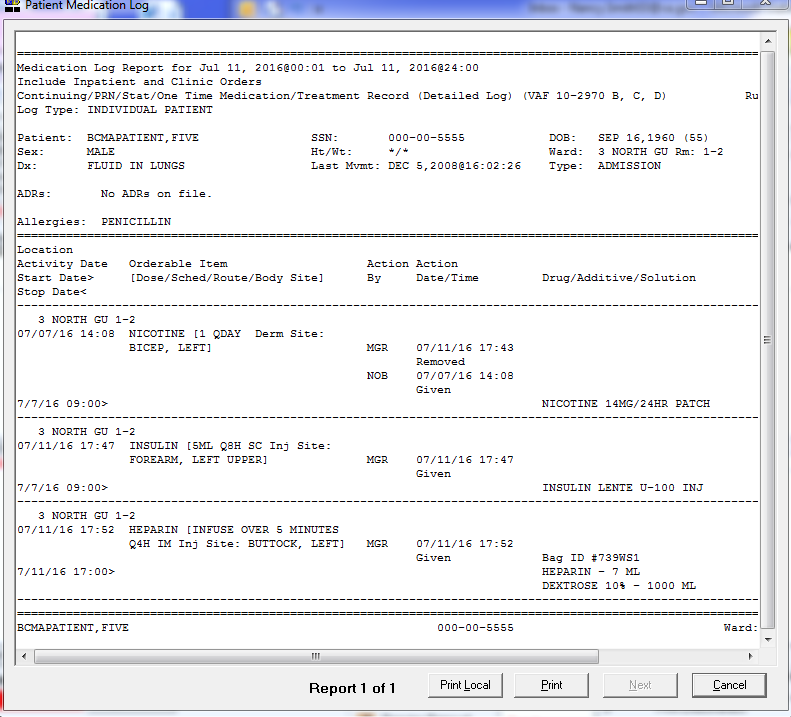 Patient Medication Log
Medication Log Report for Jul 11, 2016@00:01 to Jul 11, 2016@24:00
Include Inpatient and Clinic Orders
Continuing/PRN/Stat/One Time Medication/Treatment Record (Detailed Log) (VAF 10-2970 B, C, D) Ru
Log Type: INDIVIDUAL PATIENT
Patient: BCMAPATIENT,FIVE SSN: 000-00-5555 DOB: SEP 16,1960 (55)
Sex: MALE Ht/Wt: */* Ward: 3 NORTH GU Rm: 1-2
Dx: FLUID IN LUNGS Last Mvmt: DEC 5,2008@16:02:26 Type: ADMISSION
ADRs: No ADRs on file.
Allergies: PENICILLIN
Location
Activity Date Orderable Item Action Action
Start Date> [Dose/Sched/Route/Body Site] By Date/Time Drug/Additive/Solution
Stop Date<
3 NORTH GU 1-2
07/07/16 14:08 NICOTINE [1 QDAY Derm Site:
BICEP, LEFT] MGR 07/11/16 17:43
Removed
NOB 07/07/16 14:08
Given
7/7/16 09:00> NICOTINE 14MG/24HR PATCH
3 NORTH GU 1-2
07/11/16 17:47 INSULIN [5ML Q8H SC Inj Site:
FOREARM, LEFT UPPER] MGR 07/11/16 17:47
Given
7/7/16 09:00> INSULIN LENTE U-100 INJ
3 NORTH GU 1-2
07/11/16 17:52 HEPARIN [INFUSE OVER 5 MINUTES
Q4H IM Inj Site: BUTTOCK, LEFT] MGR 07/11/16 17:52
Given Bag ID #739WS1
7/11/16 17:00> HEPARIN - 7 ML
DEXTROSE 10% - 1000 ML
BCMAPATIENT,FIVE 000-00-5555 Ward:
Report 1 of 1 Print Local Print Next Cancel